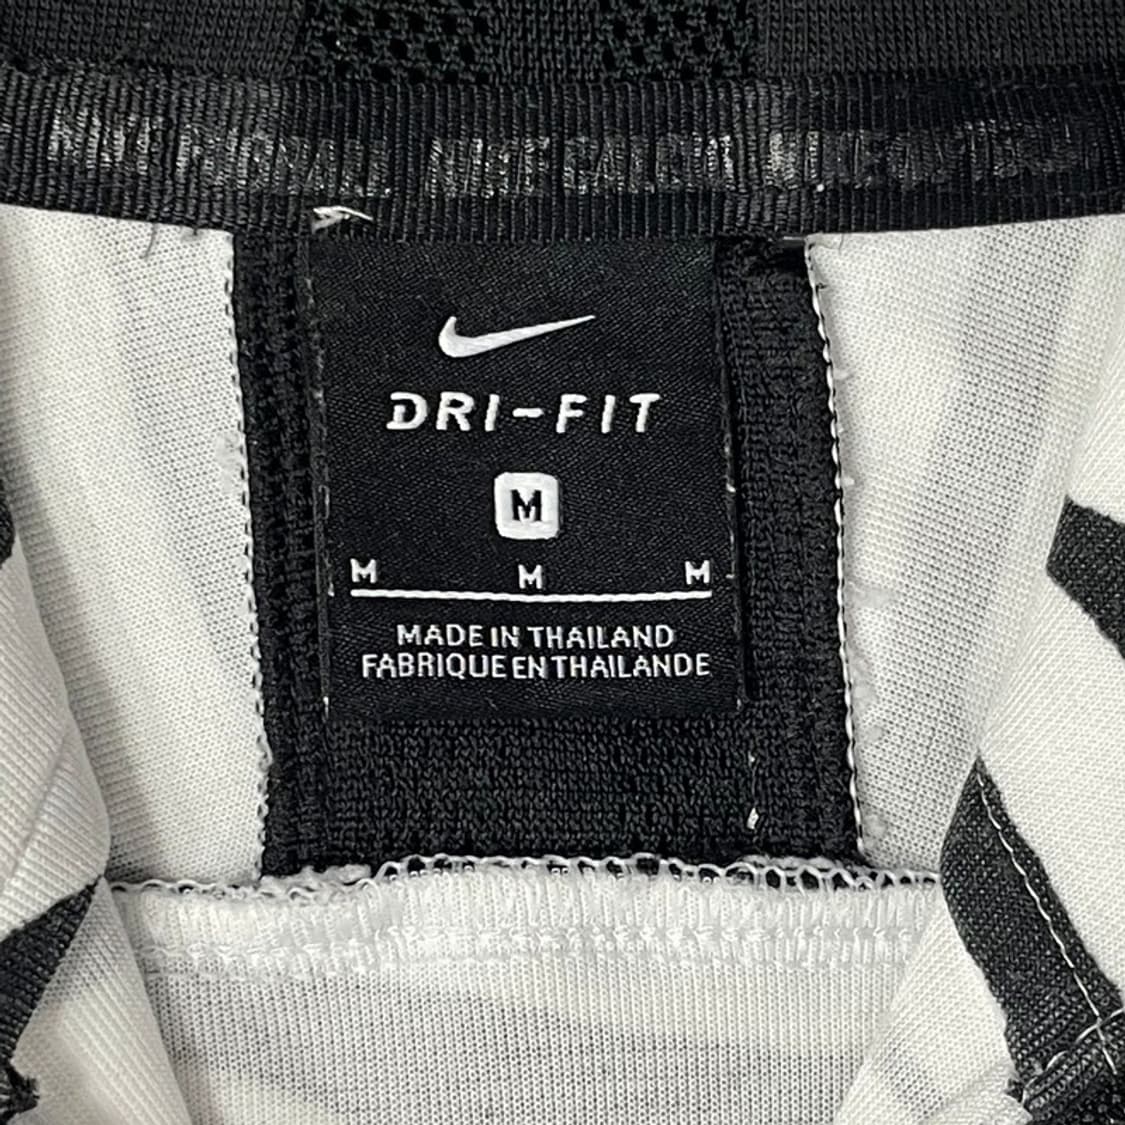 DRI-FIT
M
M M M
MADE IN THAILAND
FABRIQUE EN THAILANDE